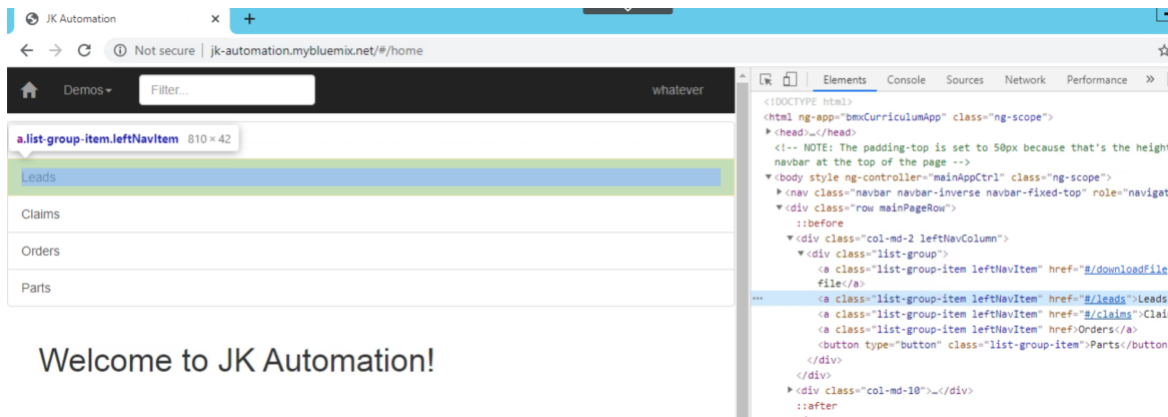 JK Automation × +
Not secure | jk-automation.mybluemix.net/#/home
Demos Filter... whatever
a.list-group-item.leftNavItem 810 × 42
Leads
Claims
Orders
Parts
Welcome to JK Automation!
Elements Console Sources Network Performance »
<!DOCTYPE html>
<html ng-app="bmxCurriculumApp" class="ng-scope">
<head>…</head>
<!-- NOTE: The padding-top is set to 50px because that's the height
navbar at the top of the page -->
<body style ng-controller="mainAppCtrl" class="ng-scope">
<nav class="navbar navbar-inverse navbar-fixed-top" role="navigat
<div class="row mainPageRow">
::before
<div class="col-md-2 leftNavColumn">
<div class="list-group">
<a class="list-group-item leftNavItem" href="#/downloadFile
file</a>
<a class="list-group-item leftNavItem" href="#/leads">Leads
<a class="list-group-item leftNavItem" href="#/claims">Clai
<a class="list-group-item leftNavItem" href>Orders</a>
<button type="button" class="list-group-item">Parts</button
</div>
</div>
<div class="col-md-10">…</div>
::after